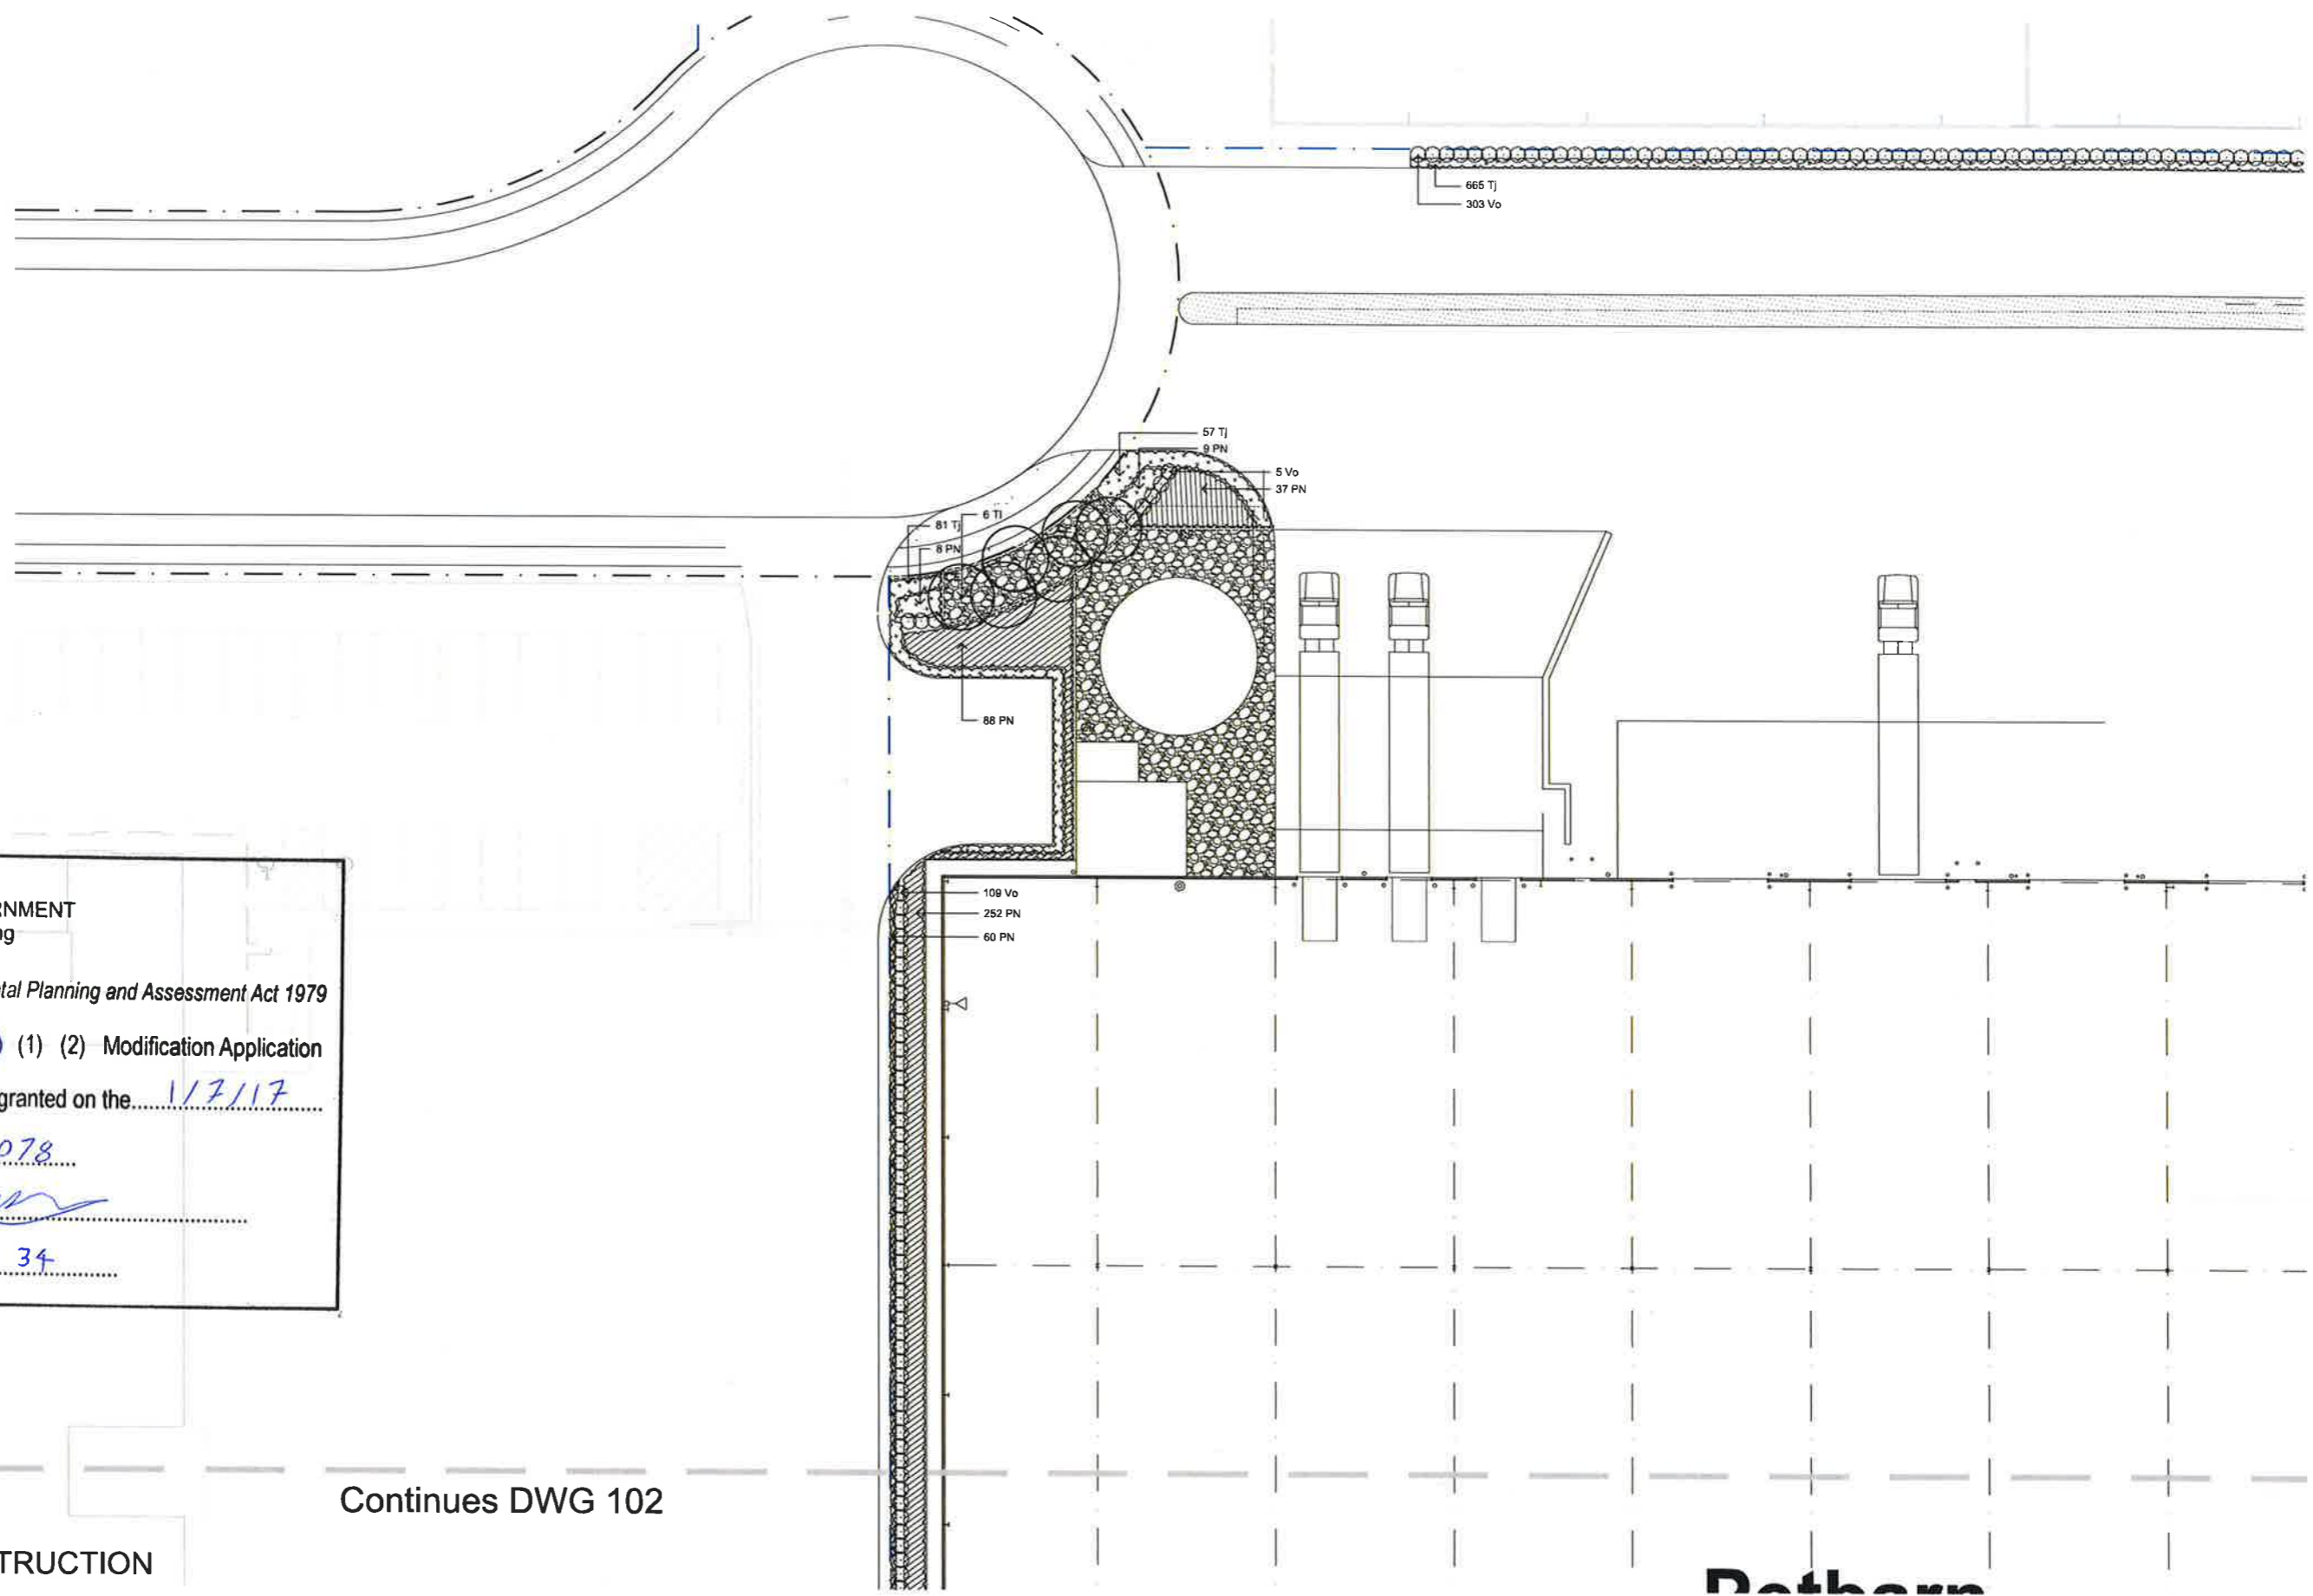 665 Tj
303 Vo
57 Tj
9 PN
5 Vo
37 PN
6 Tl
81 Tj
8 PN
88 PN
109 Vo
252 PN
60 PN
tal Planning and Assessment Act 1979
(1) (2) Modification Application
granted on the 1/7/17
078
34
Continues DWG 102
TRUCTION